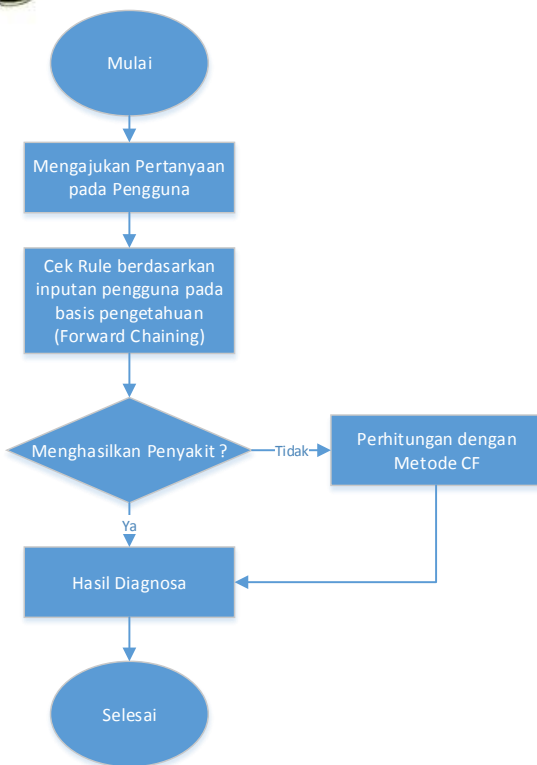 Mulai
Mengajukan Pertanyaan
pada Pengguna
Cek Rule berdasarkan
inputan pengguna pada
basis pengetahuan
(Forward Chaining)
Menghasilkan Penyakit ?
Tidak
Perhitungan dengan
Metode CF
Ya
Hasil Diagnosa
Selesai